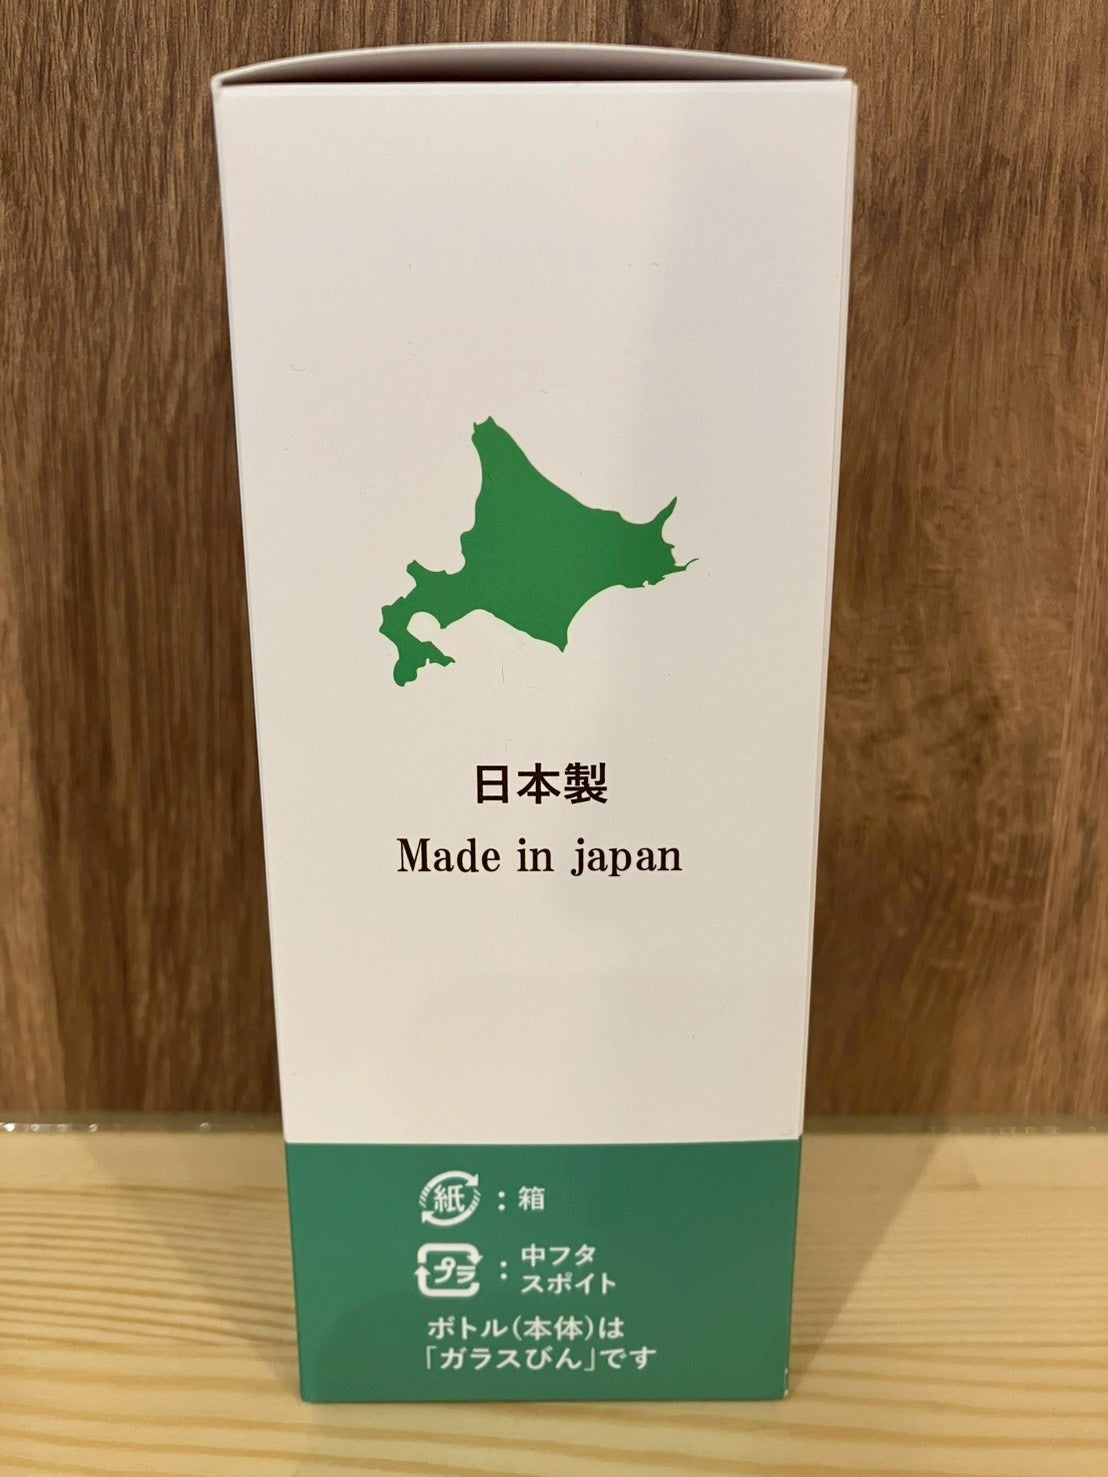 日本製
Made in japan
紙：箱
プラ：中フタ
スポイト
ボトル(本体)は
「ガラスびん」です